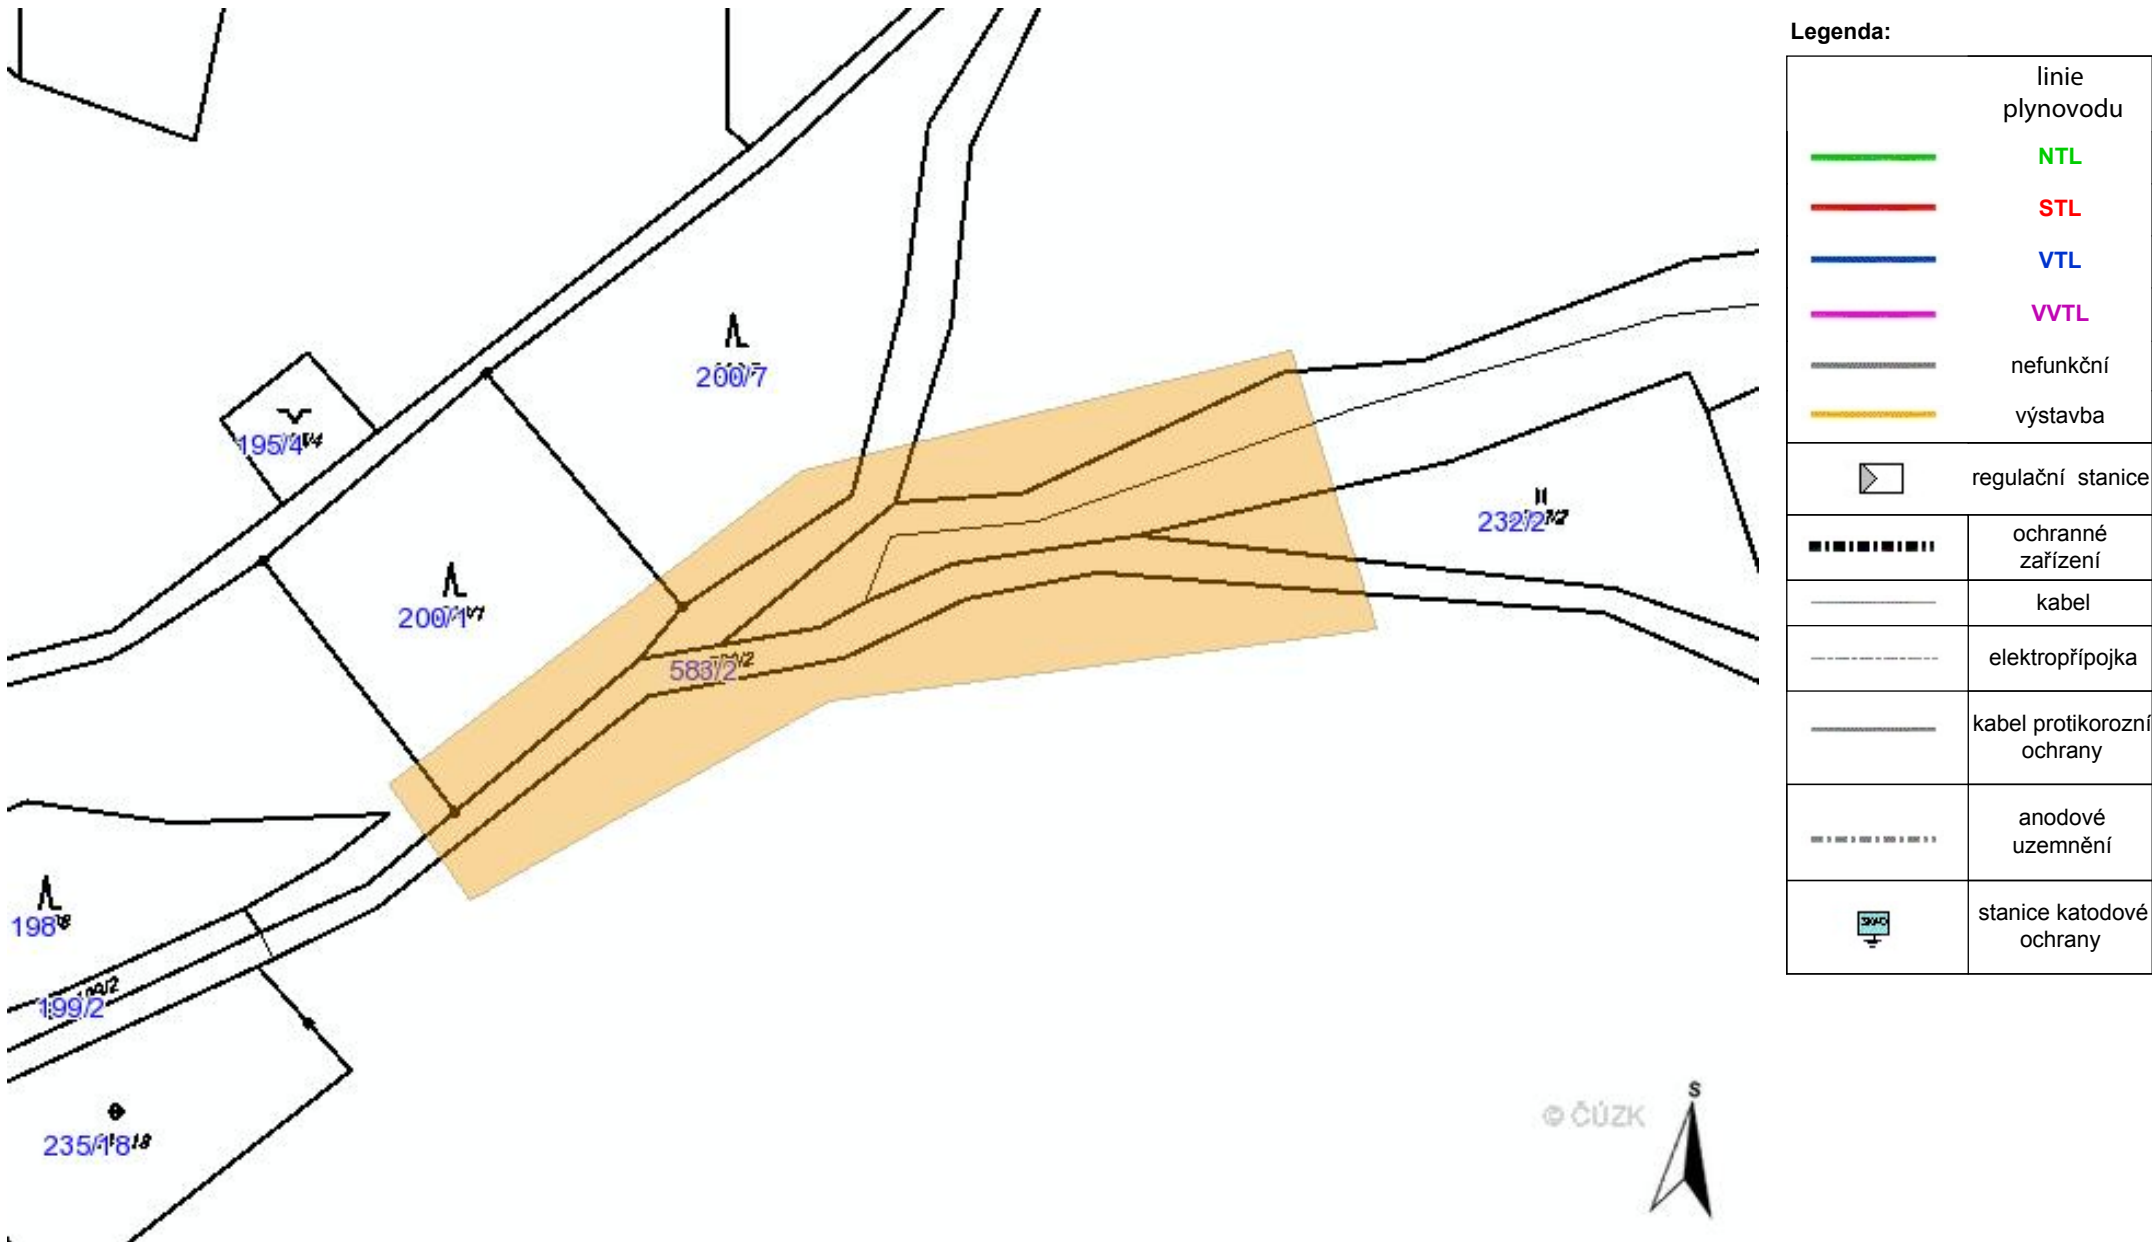 Legenda:
linie
plynovodu
NTL
STL
VTL
VVTL
nefunkční
výstavba
regulační stanice
ochranné
zařízení
kabel
elektropřípojka
kabel protikorozní
ochrany
anodové
uzemnění
stanice katodové
ochrany
200/7
195/4
232/2
200/1
583/2
198
199/2
235/18
© ČÚZK
S